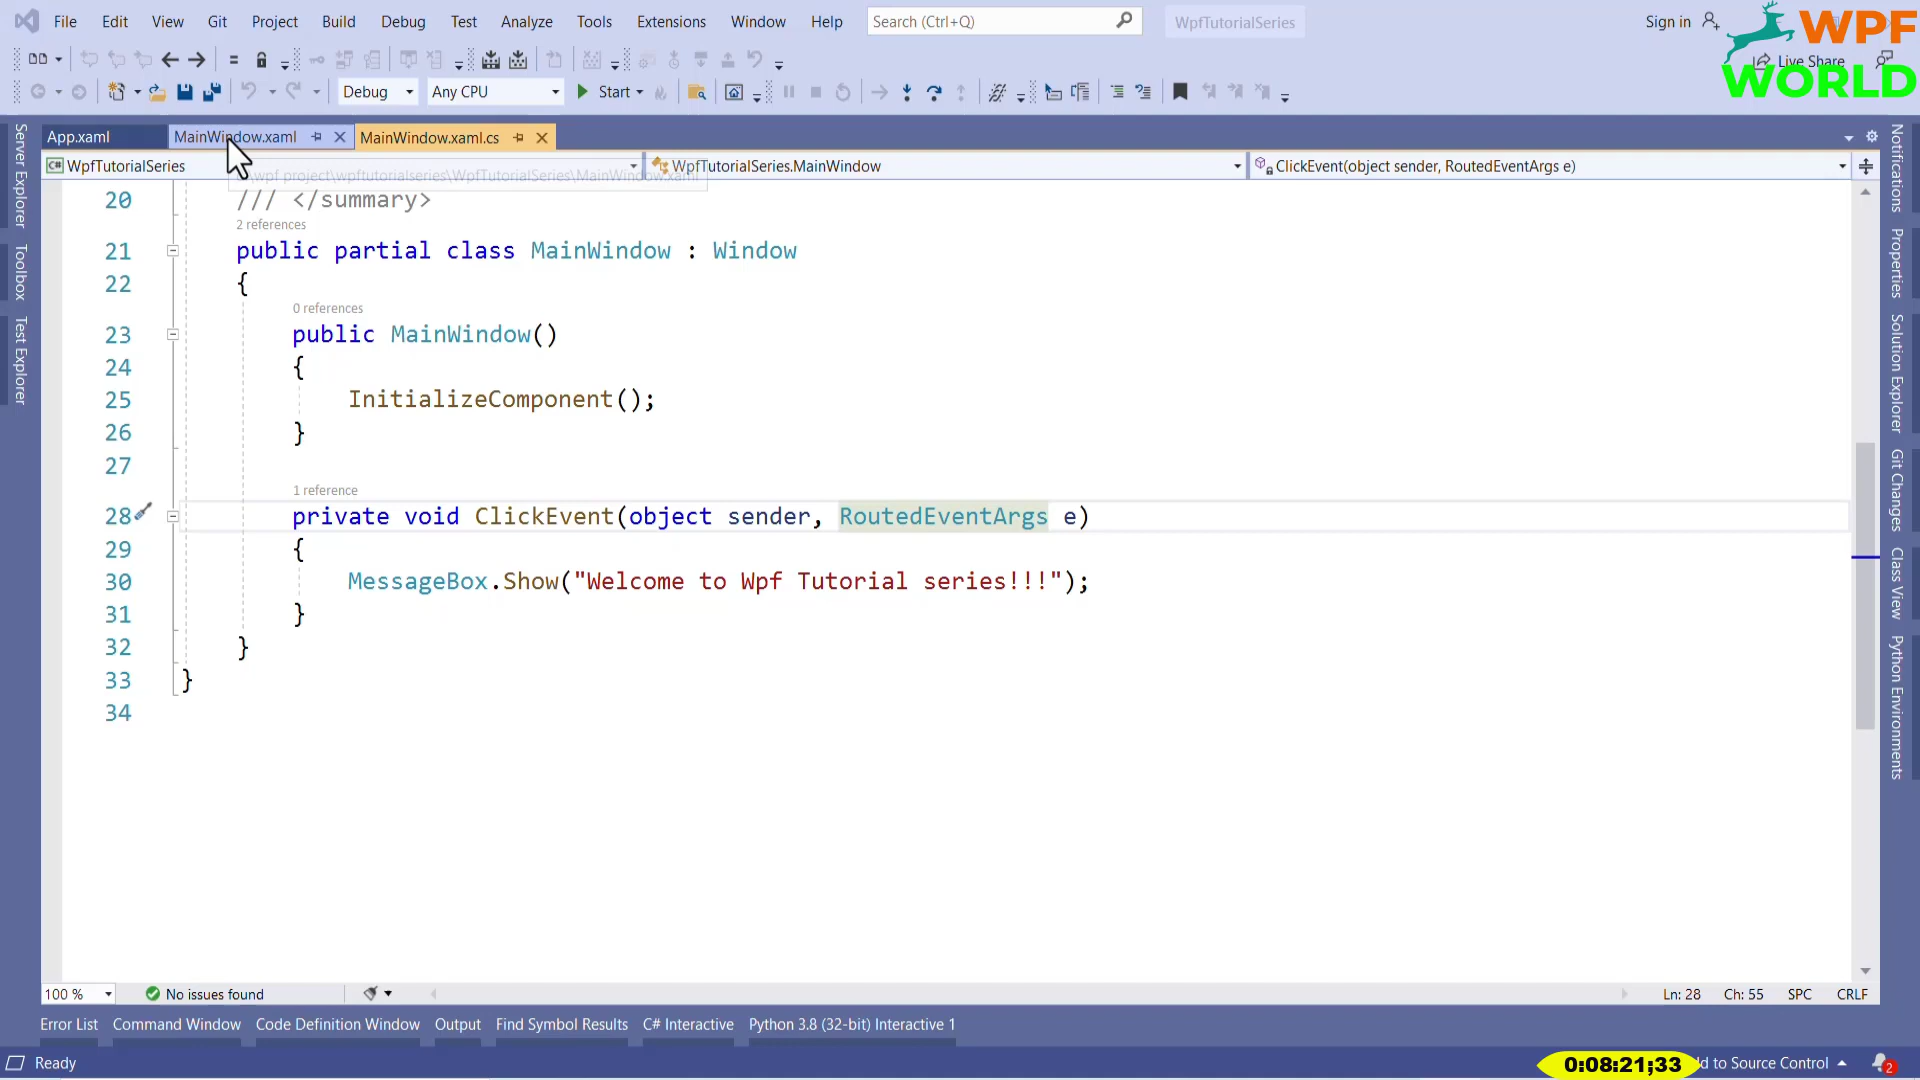 File Edit View Git Project Build Debug Test Analyze Tools Extensions Window Help Search (Ctrl+Q) WpfTutorialSeries Sign in
WPF
WORLD
Live Share
Debug Any CPU Start
App.xaml MainWindow.xaml MainWindow.xaml.cs
WpfTutorialSeries WpfTutorialSeries.MainWindow ClickEvent(object sender, RoutedEventArgs e)
wpf project\wpftutorialseries\WpfTutorialSeries\MainWindow.xaml
20 /// </summary>
2 references
21 public partial class MainWindow : Window
22 {
0 references
23 public MainWindow()
24 {
25 InitializeComponent();
26 }
27
1 reference
28 private void ClickEvent(object sender, RoutedEventArgs e)
29 {
30 MessageBox.Show("Welcome to Wpf Tutorial series!!!");
31 }
32 }
33 }
34
Server Explorer
Toolbox
Test Explorer
Notifications
Properties
Solution Explorer
Git Changes
Class View
Python Environments
100 % No issues found Ln: 28 Ch: 55 SPC CRLF
Error List Command Window Code Definition Window Output Find Symbol Results C# Interactive Python 3.8 (32-bit) Interactive 1
Ready 0:08:21;33 d to Source Control 2